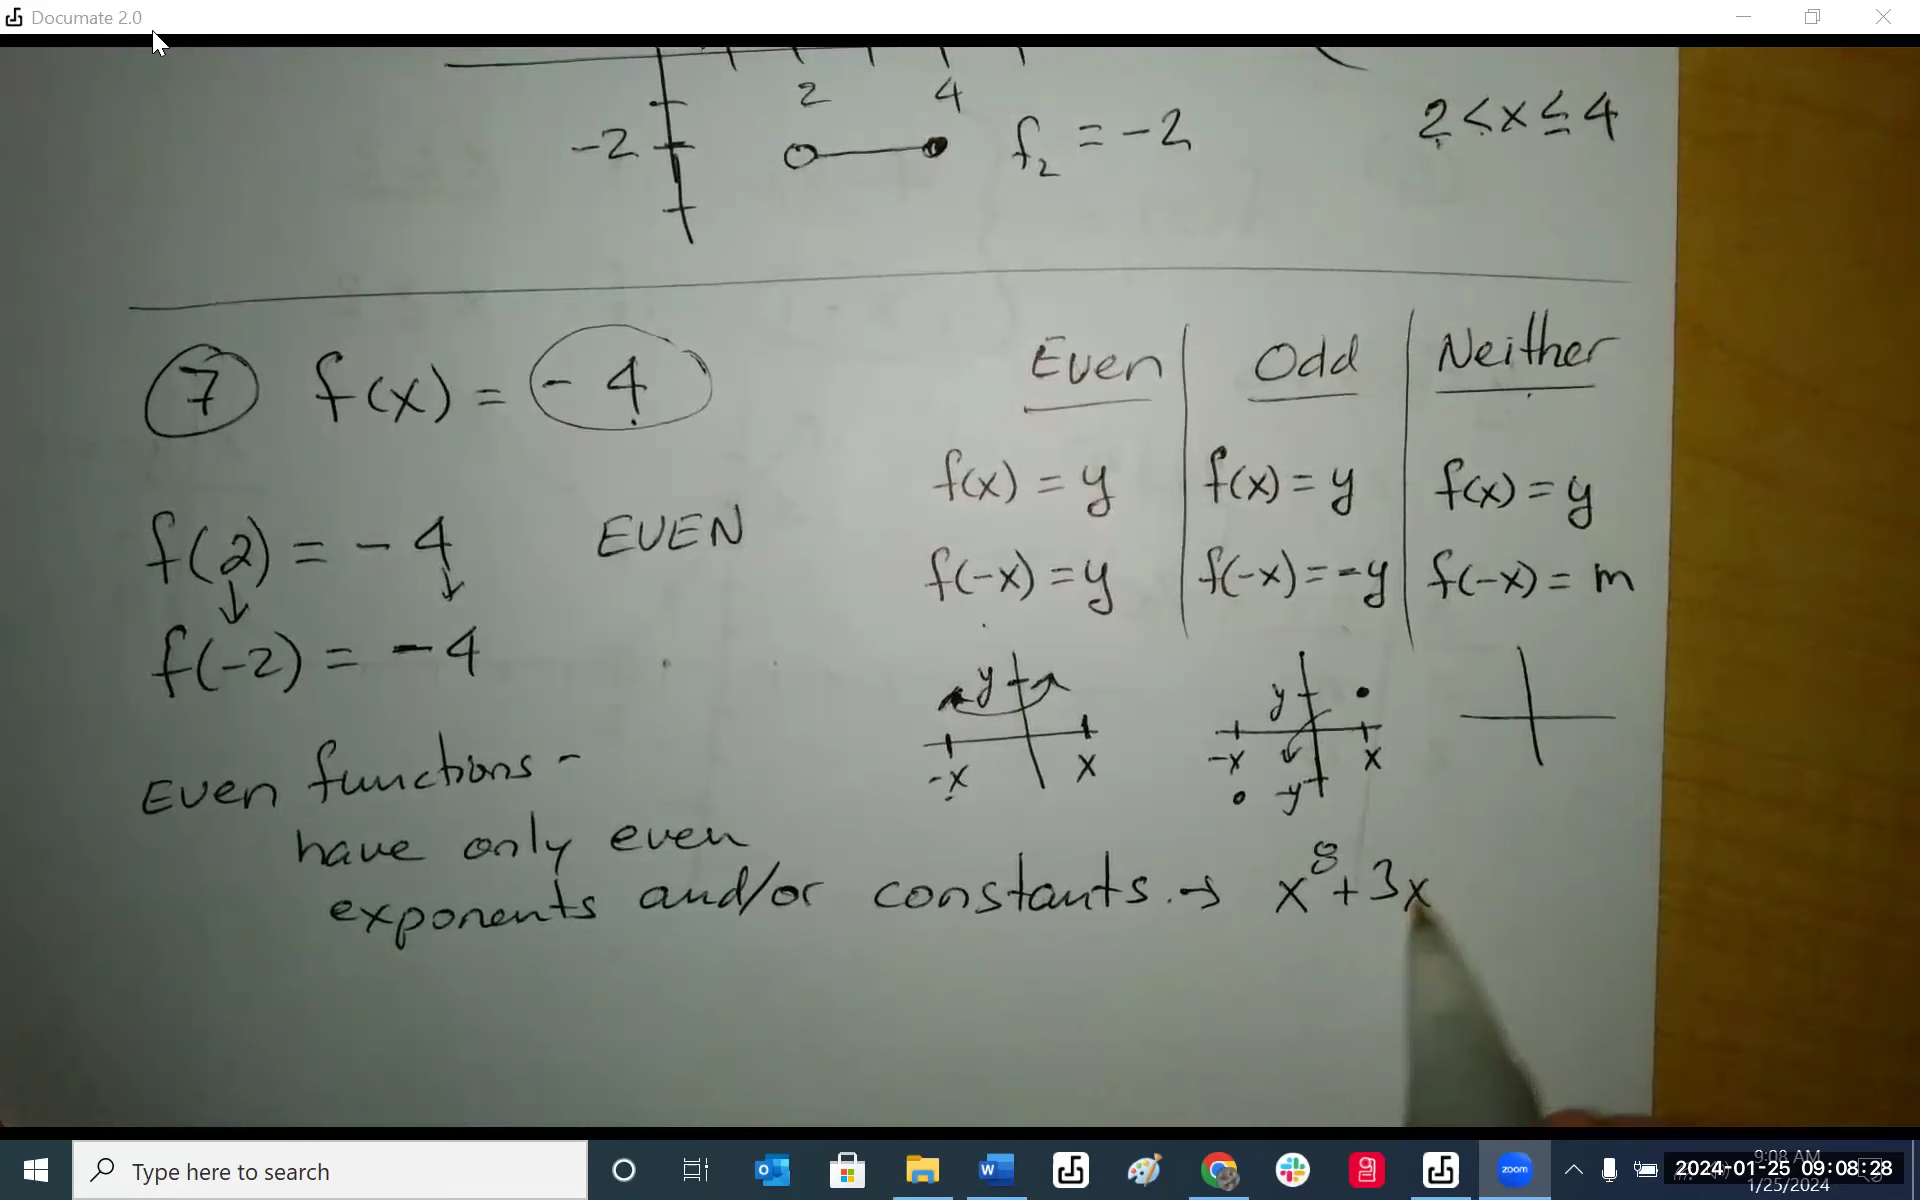 Documate 2.0
2 4
-2 f₂ = -2 2 < x ≤ 4
7 f(x) = -4 Even Odd Neither
f(x) = y f(x) = y f(x) = y
f(2) = -4 EVEN
f(-x) = y f(-x) = -y f(-x) = m
f(-2) = -4
y y
-x x -x x
-y
Even functions -
have only even
exponents and/or constants. → x⁸ + 3x
Type here to search
zoom
9:08 AM
2024-01-25 09:08:28
1/25/2024